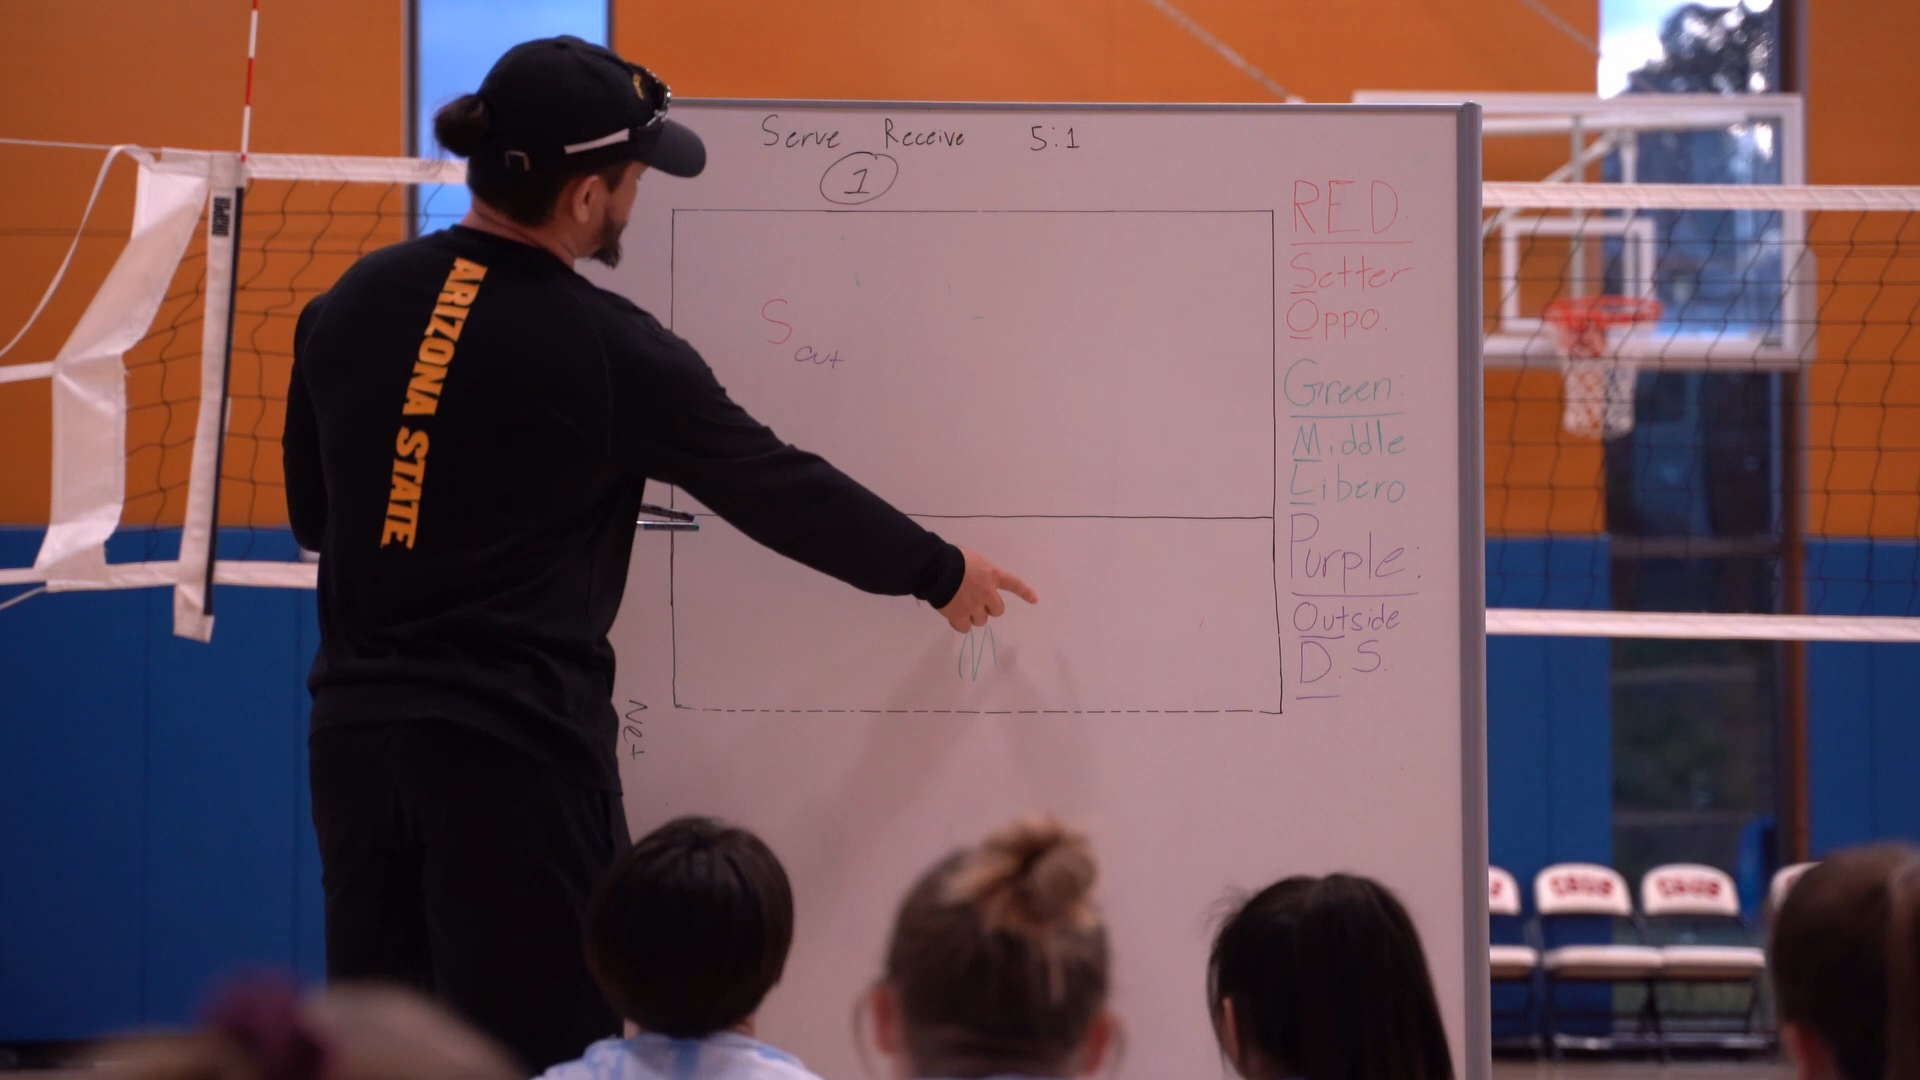 Serve Receive 5:1
1
S
out
M
Net
RED:
Setter
Oppo.
Green:
Middle
Libero
Purple:
Outside
D.S.
ARIZONA STATE